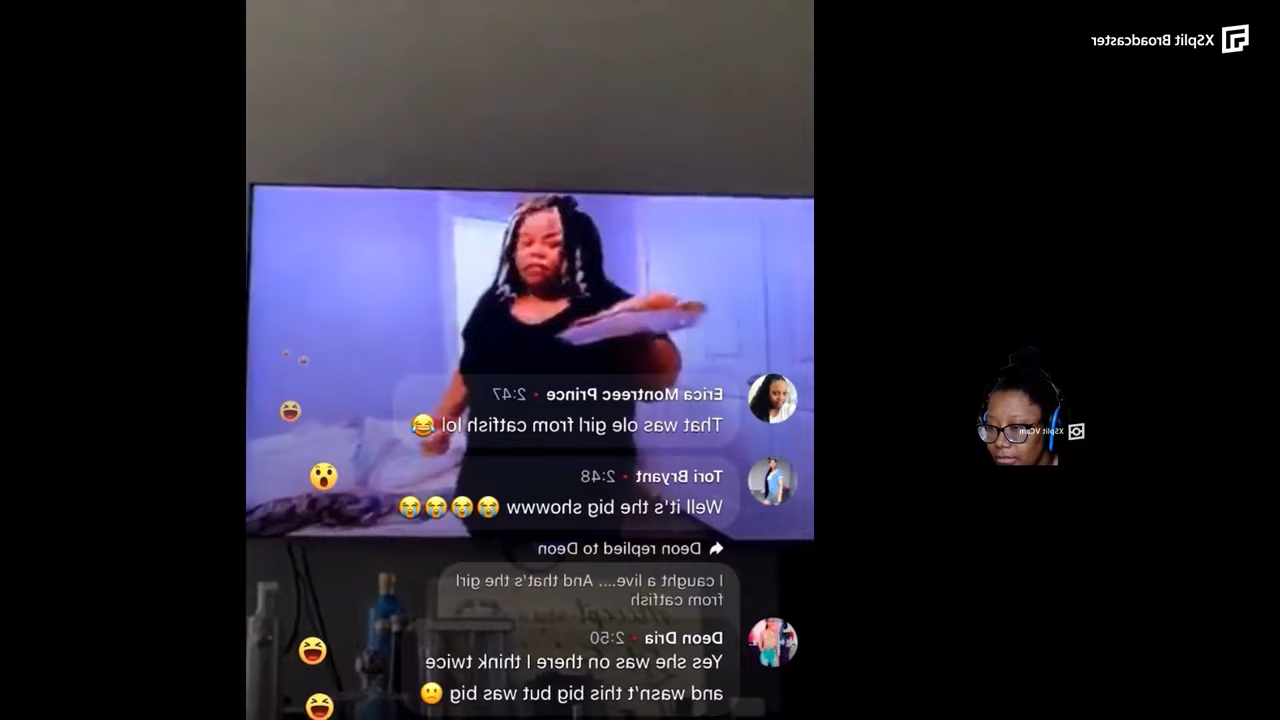 XSplit Broadcaster
Erica Montreec Prince • 2:47
That was ole girl from catfish lol 😂
XSplit VCam
Tori Bryant • 2:48
Well it's the big showww 😭😭😭😭
Deon replied to Deon
I caught a live.... And that's the girl
from catfish
Deon Dria • 2:50
Yes she was on there I think twice
and wasn't this big but was big 🙁